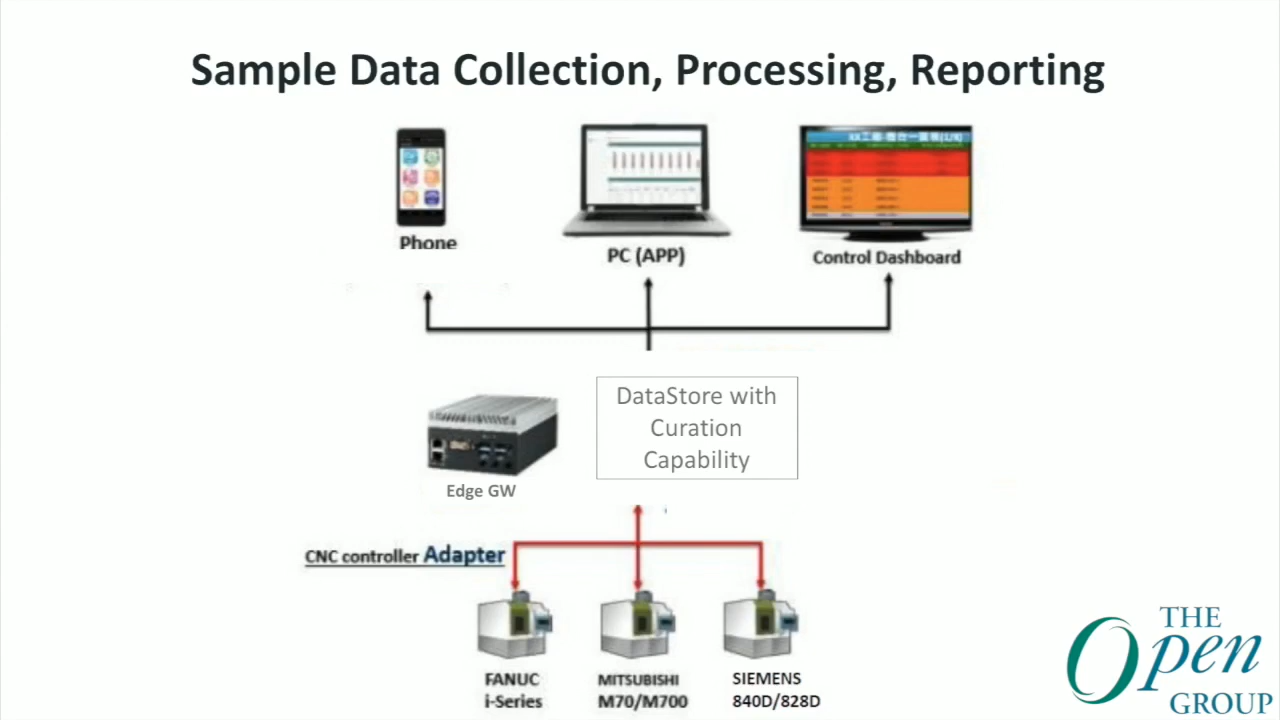 Sample Data Collection, Processing, Reporting
Phone
PC (APP)
Control Dashboard
DataStore with
Curation
Capability
Edge GW
CNC controller Adapter
FANUC
i-Series
MITSUBISHI
M70/M700
SIEMENS
840D/828D
THE
Open
GROUP